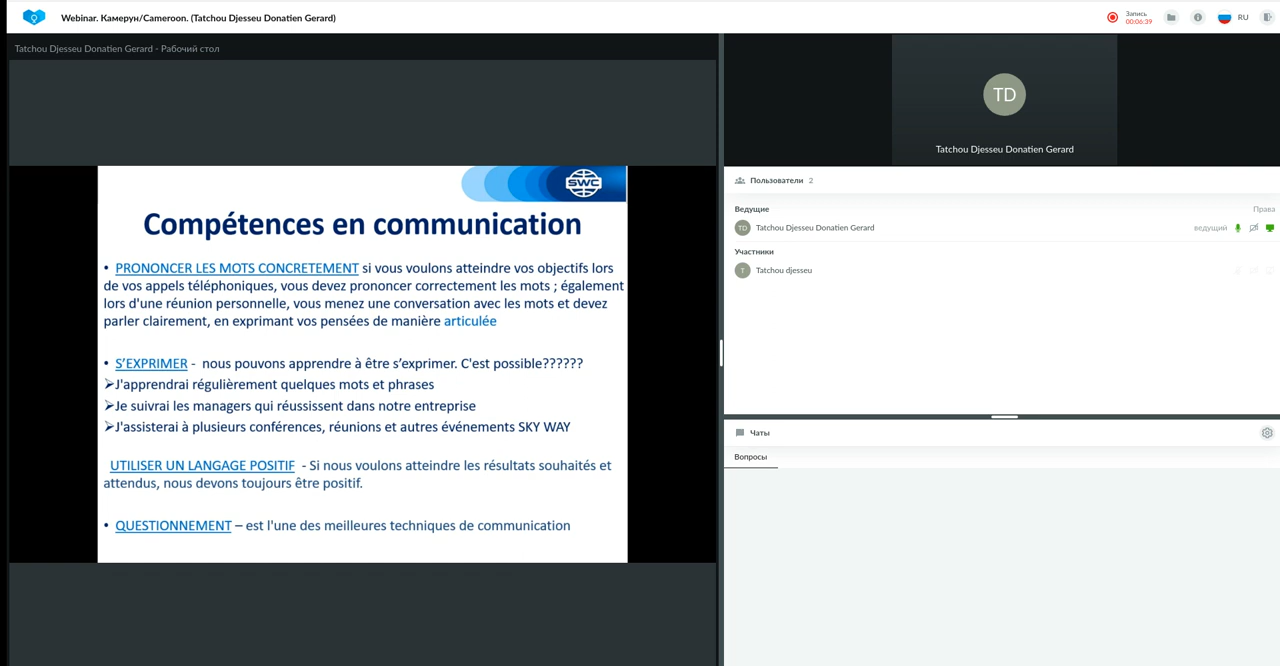 Webinar. Камерун/Cameroon. (Tatchou Djesseu Donatien Gerard)
Запись
00:06:39
RU
Tatchou Djesseu Donatien Gerard - Рабочий стол
SWC
Compétences en communication
• PRONONCER LES MOTS CONCRETEMENT si vous voulons atteindre vos objectifs lors
de vos appels téléphoniques, vous devez prononcer correctement les mots ; également
lors d'une réunion personnelle, vous menez une conversation avec les mots et devez
parler clairement, en exprimant vos pensées de manière articulée
• S’EXPRIMER - nous pouvons apprendre à être s’exprimer. C'est possible??????
➢J'apprendrai régulièrement quelques mots et phrases
➢Je suivrai les managers qui réussissent dans notre entreprise
➢J'assisterai à plusieurs conférences, réunions et autres événements SKY WAY
UTILISER UN LANGAGE POSITIF - Si nous voulons atteindre les résultats souhaités et
attendus, nous devons toujours être positif.
• QUESTIONNEMENT – est l'une des meilleures techniques de communication
TD
Tatchou Djesseu Donatien Gerard
Пользователи 2
Ведущие Права
TD Tatchou Djesseu Donatien Gerard ведущий
Участники
T Tatchou djesseu
Чаты
Вопросы